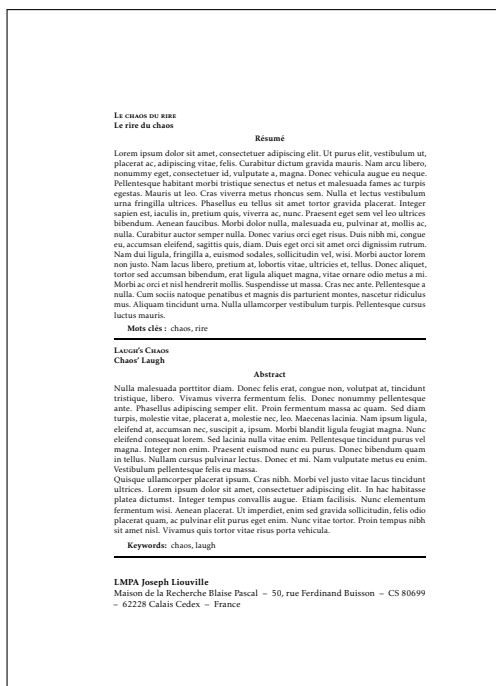 Le chaos du rire
Le rire du chaos
Résumé
Lorem ipsum dolor sit amet, consectetuer adipiscing elit. Ut purus elit, vestibulum ut,
placerat ac, adipiscing vitae, felis. Curabitur dictum gravida mauris. Nam arcu libero,
nonummy eget, consectetuer id, vulputate a, magna. Donec vehicula augue eu neque.
Pellentesque habitant morbi tristique senectus et netus et malesuada fames ac turpis
egestas. Mauris ut leo. Cras viverra metus rhoncus sem. Nulla et lectus vestibulum
urna fringilla ultrices. Phasellus eu tellus sit amet tortor gravida placerat. Integer
sapien est, iaculis in, pretium quis, viverra ac, nunc. Praesent eget sem vel leo ultrices
bibendum. Aenean faucibus. Morbi dolor nulla, malesuada eu, pulvinar at, mollis ac,
nulla. Curabitur auctor semper nulla. Donec varius orci eget risus. Duis nibh mi, congue
eu, accumsan eleifend, sagittis quis, diam. Duis eget orci sit amet orci dignissim rutrum.
Nam dui ligula, fringilla a, euismod sodales, sollicitudin vel, wisi. Morbi auctor lorem
non justo. Nam lacus libero, pretium at, lobortis vitae, ultricies et, tellus. Donec aliquet,
tortor sed accumsan bibendum, erat ligula aliquet magna, vitae ornare odio metus a mi.
Morbi ac orci et nisl hendrerit mollis. Suspendisse ut massa. Cras nec ante. Pellentesque a
nulla. Cum sociis natoque penatibus et magnis dis parturient montes, nascetur ridiculus
mus. Aliquam tincidunt urna. Nulla ullamcorper vestibulum turpis. Pellentesque cursus
luctus mauris.
Mots clés : chaos, rire
Laugh's Chaos
Chaos' Laugh
Abstract
Nulla malesuada porttitor diam. Donec felis erat, congue non, volutpat at, tincidunt
tristique, libero. Vivamus viverra fermentum felis. Donec nonummy pellentesque
ante. Phasellus adipiscing semper elit. Proin fermentum massa ac quam. Sed diam
turpis, molestie vitae, placerat a, molestie nec, leo. Maecenas lacinia. Nam ipsum ligula,
eleifend at, accumsan nec, suscipit a, ipsum. Morbi blandit ligula feugiat magna. Nunc
eleifend consequat lorem. Sed lacinia nulla vitae enim. Pellentesque tincidunt purus vel
magna. Integer non enim. Praesent euismod nunc eu purus. Donec bibendum quam
in tellus. Nullam cursus pulvinar lectus. Donec et mi. Nam vulputate metus eu enim.
Vestibulum pellentesque felis eu massa.
Quisque ullamcorper placerat ipsum. Cras nibh. Morbi vel justo vitae lacus tincidunt
ultrices. Lorem ipsum dolor sit amet, consectetuer adipiscing elit. In hac habitasse
platea dictumst. Integer tempus convallis augue. Etiam facilisis. Nunc elementum
fermentum wisi. Aenean placerat. Ut imperdiet, enim sed gravida sollicitudin, felis odio
placerat quam, ac pulvinar elit purus eget enim. Nunc vitae tortor. Proin tempus nibh
sit amet nisl. Vivamus quis tortor vitae risus porta vehicula.
Keywords: chaos, laugh
LMPA Joseph Liouville
Maison de la Recherche Blaise Pascal – 50, rue Ferdinand Buisson – CS 80699
– 62228 Calais Cedex – France